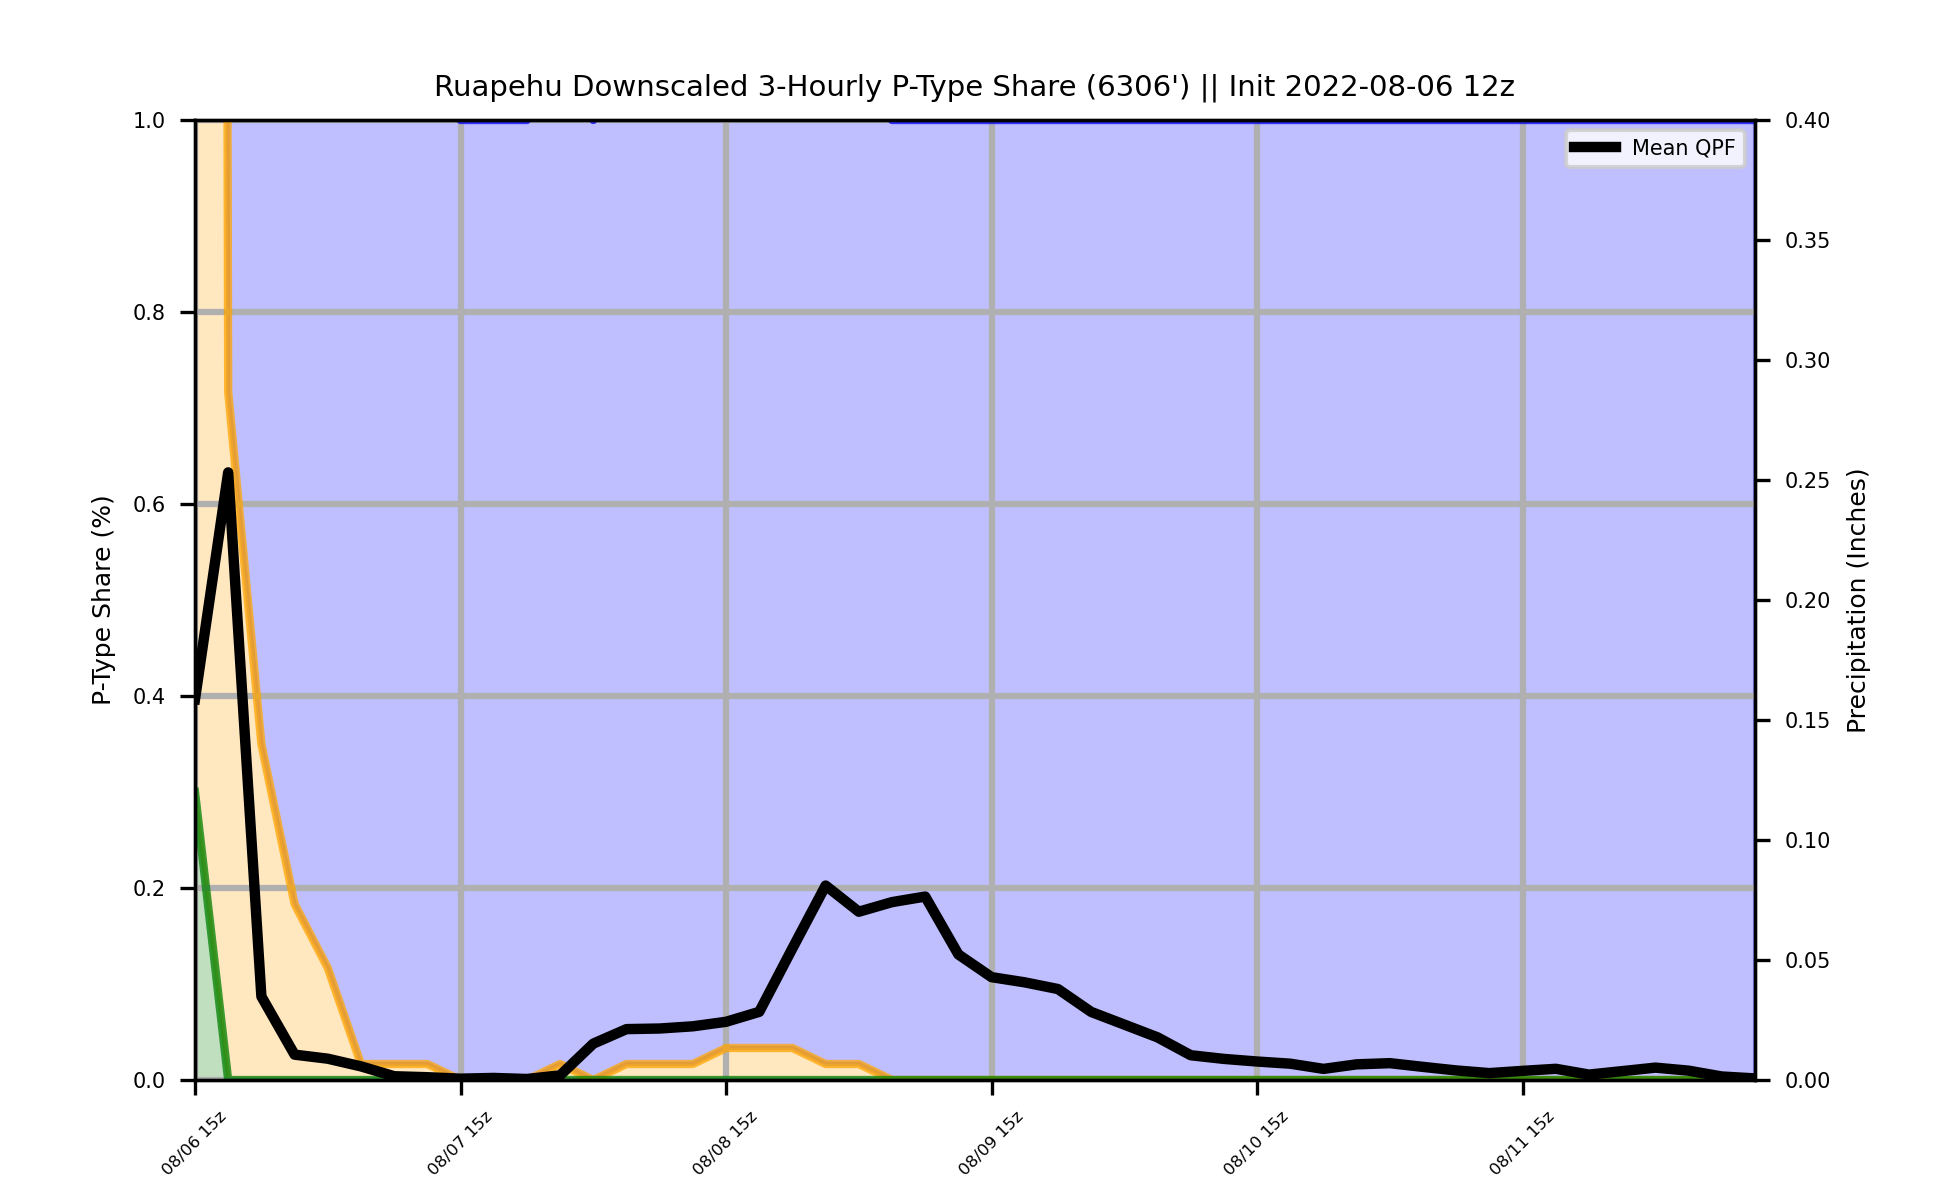 Ruapehu Downscaled 3-Hourly P-Type Share (6306') || Init 2022-08-06 12z
Mean QPF
P-Type Share (%)
1.0
0.8
0.6
0.4
0.2
0.0
0.40
0.35
0.30
0.25
0.20
0.15
0.10
0.05
0.00
Precipitation (Inches)
08/06 15z
08/07 15z
08/08 15z
08/09 15z
08/10 15z
08/11 15z